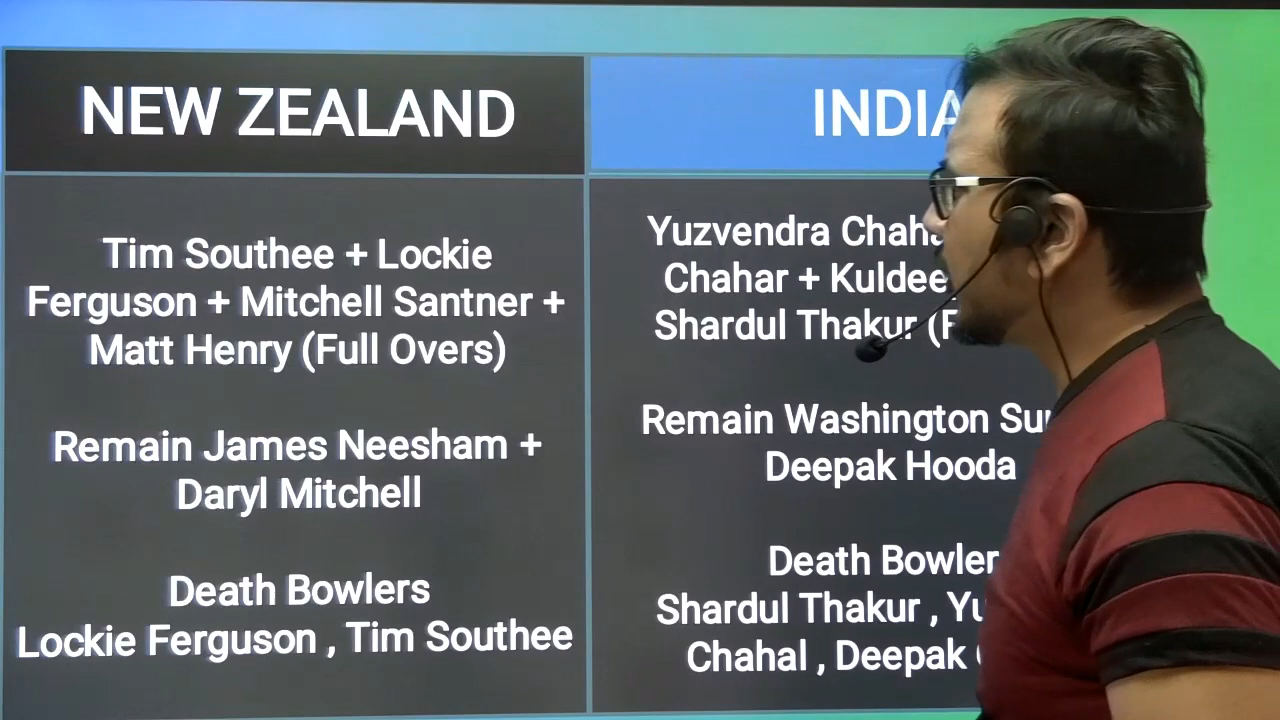 NEW ZEALAND
Tim Southee + Lockie
Ferguson + Mitchell Santner +
Matt Henry (Full Overs)
Remain James Neesham +
Daryl Mitchell
Death Bowlers
Lockie Ferguson , Tim Southee
INDIA
Yuzvendra
Chahar +
Shardul Thakur
Remain Washington
Deepak Hooda
Death
Shardul Thakur ,
Chahal , Deepak